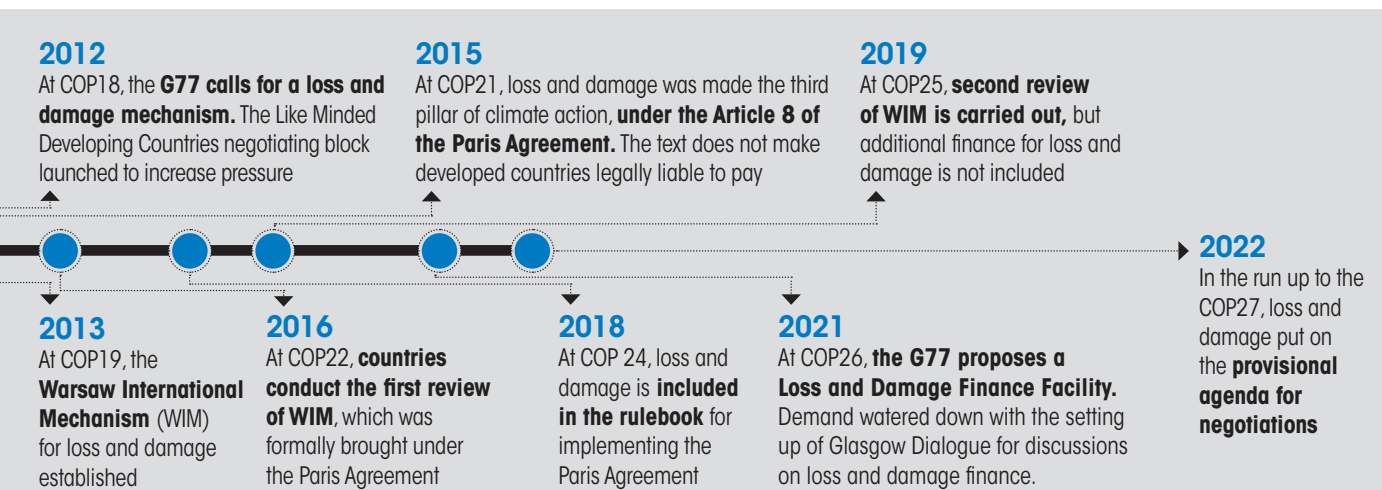 2012
At COP18, the G77 calls for a loss and
damage mechanism. The Like Minded
Developing Countries negotiating block
launched to increase pressure
2015
At COP21, loss and damage was made the third
pillar of climate action, under the Article 8 of
the Paris Agreement. The text does not make
developed countries legally liable to pay
2019
At COP25, second review
of WIM is carried out, but
additional finance for loss and
damage is not included
2022
In the run up to the
COP27, loss and
damage put on
the provisional
agenda for
negotiations
2013
At COP19, the
Warsaw International
Mechanism (WIM)
for loss and damage
established
2016
At COP22, countries
conduct the first review
of WIM, which was
formally brought under
the Paris Agreement
2018
At COP 24, loss and
damage is included
in the rulebook for
implementing the
Paris Agreement
2021
At COP26, the G77 proposes a
Loss and Damage Finance Facility.
Demand watered down with the setting
up of Glasgow Dialogue for discussions
on loss and damage finance.